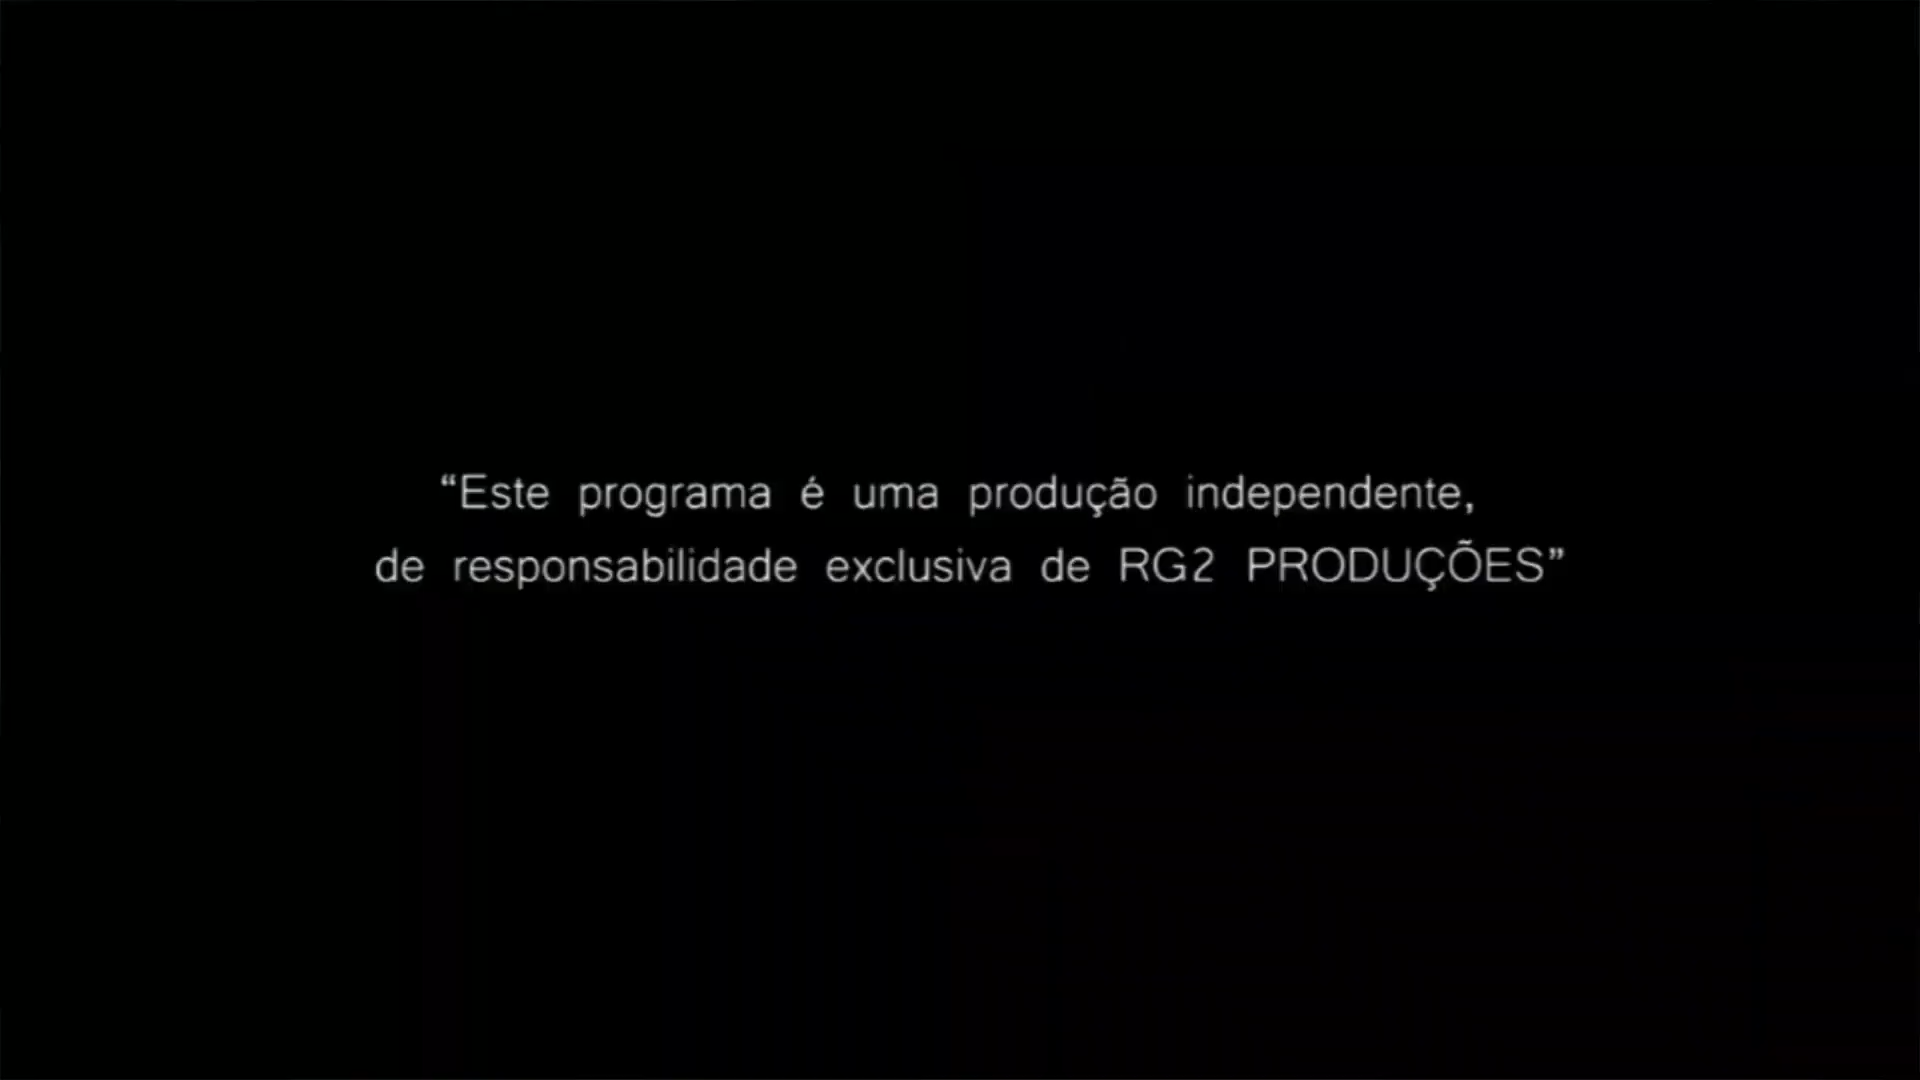 “Este programa é uma produção independente,
de responsabilidade exclusiva de RG2 PRODUÇÕES”